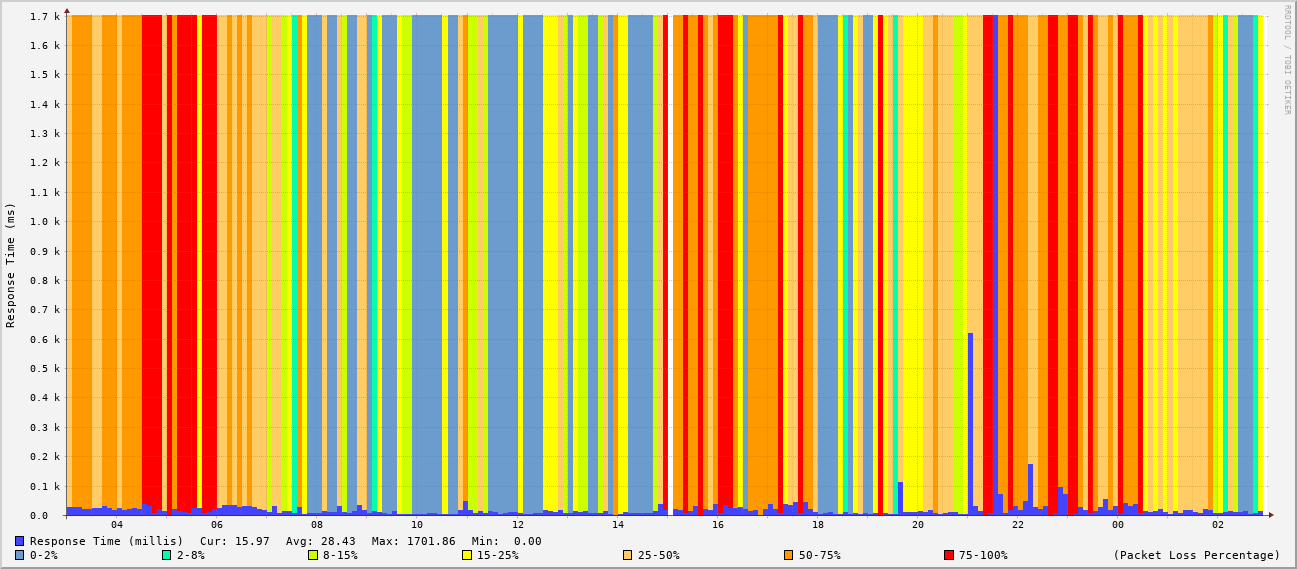 RRDTOOL / TOBI OETIKER
Response Time (ms)
1.7 k
1.6 k
1.5 k
1.4 k
1.3 k
1.2 k
1.1 k
1.0 k
0.9 k
0.8 k
0.7 k
0.6 k
0.5 k
0.4 k
0.3 k
0.2 k
0.1 k
0.0
04 06 08 10 12 14 16 18 20 22 00 02
Response Time (millis) Cur: 15.97 Avg: 28.43 Max: 1701.86 Min: 0.00
0-2% 2-8% 8-15% 15-25% 25-50% 50-75% 75-100% (Packet Loss Percentage)